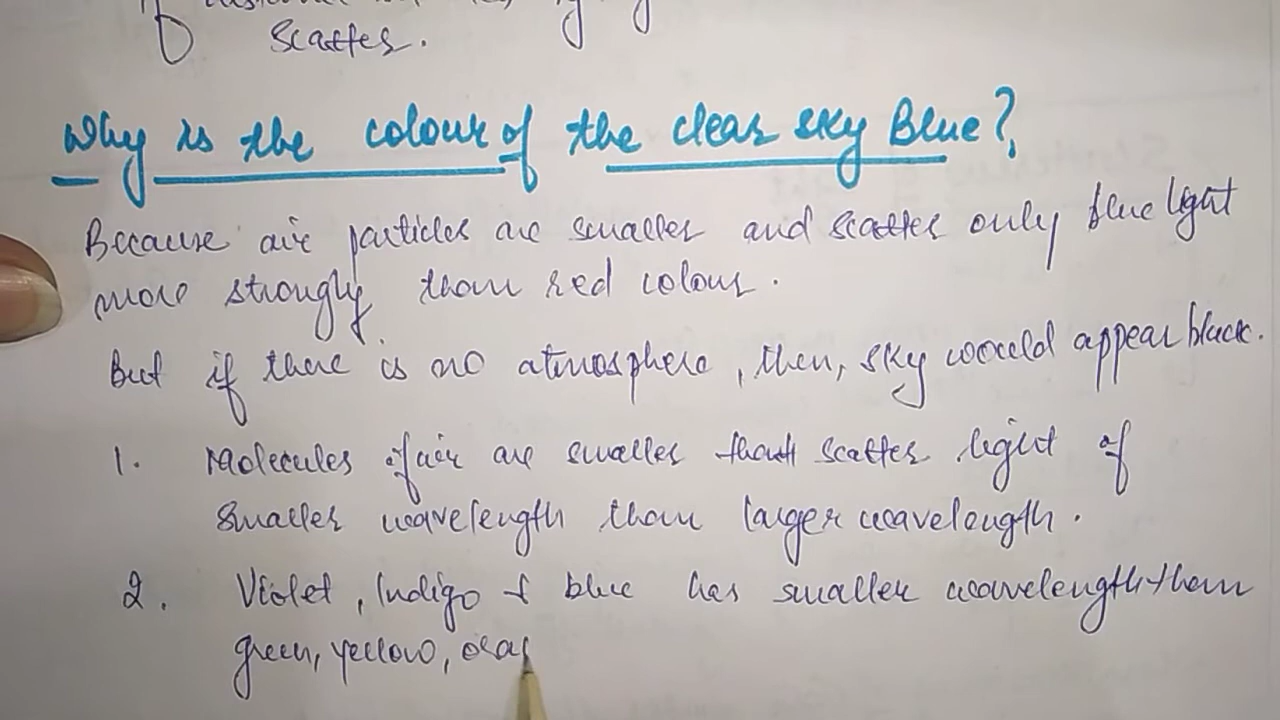 scatter.
Why is the colour of the clear sky Blue?
Because air particles are smaller and scatter only blue light
more strongly than red colour.
But if there is no atmosphere, then, sky would appear black.
1. Molecules of air are smaller that scatter light of
smaller wavelength than larger wavelength.
2. Violet, Indigo & blue has smaller wavelength than
green, yellow, oran